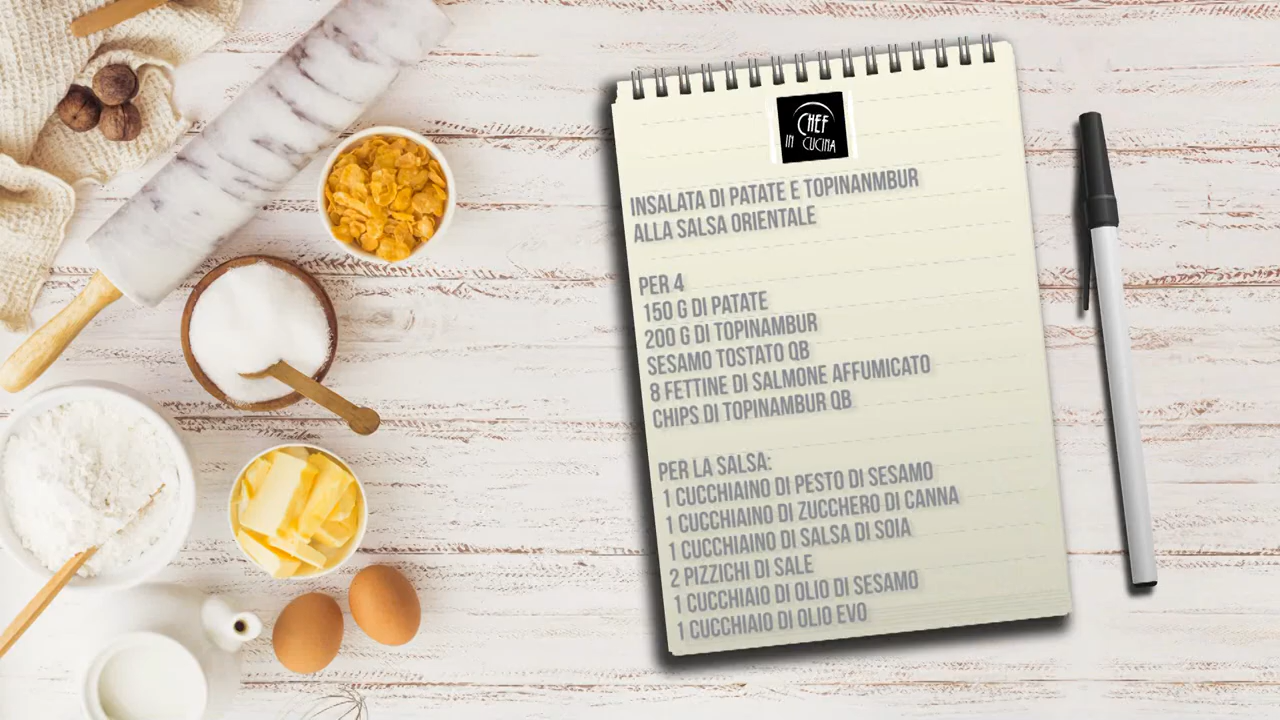 CHEF
IN CUCINA
INSALATA DI PATATE E TOPINANMBUR
ALLA SALSA ORIENTALE
PER 4
150 G DI PATATE
200 G DI TOPINAMBUR
SESAMO TOSTATO QB
8 FETTINE DI SALMONE AFFUMICATO
CHIPS DI TOPINAMBUR QB
PER LA SALSA:
1 CUCCHIAINO DI PESTO DI SESAMO
1 CUCCHIAINO DI ZUCCHERO DI CANNA
1 CUCCHIAINO DI SALSA DI SOIA
2 PIZZICHI DI SALE
1 CUCCHIAIO DI OLIO DI SESAMO
1 CUCCHIAIO DI OLIO EVO